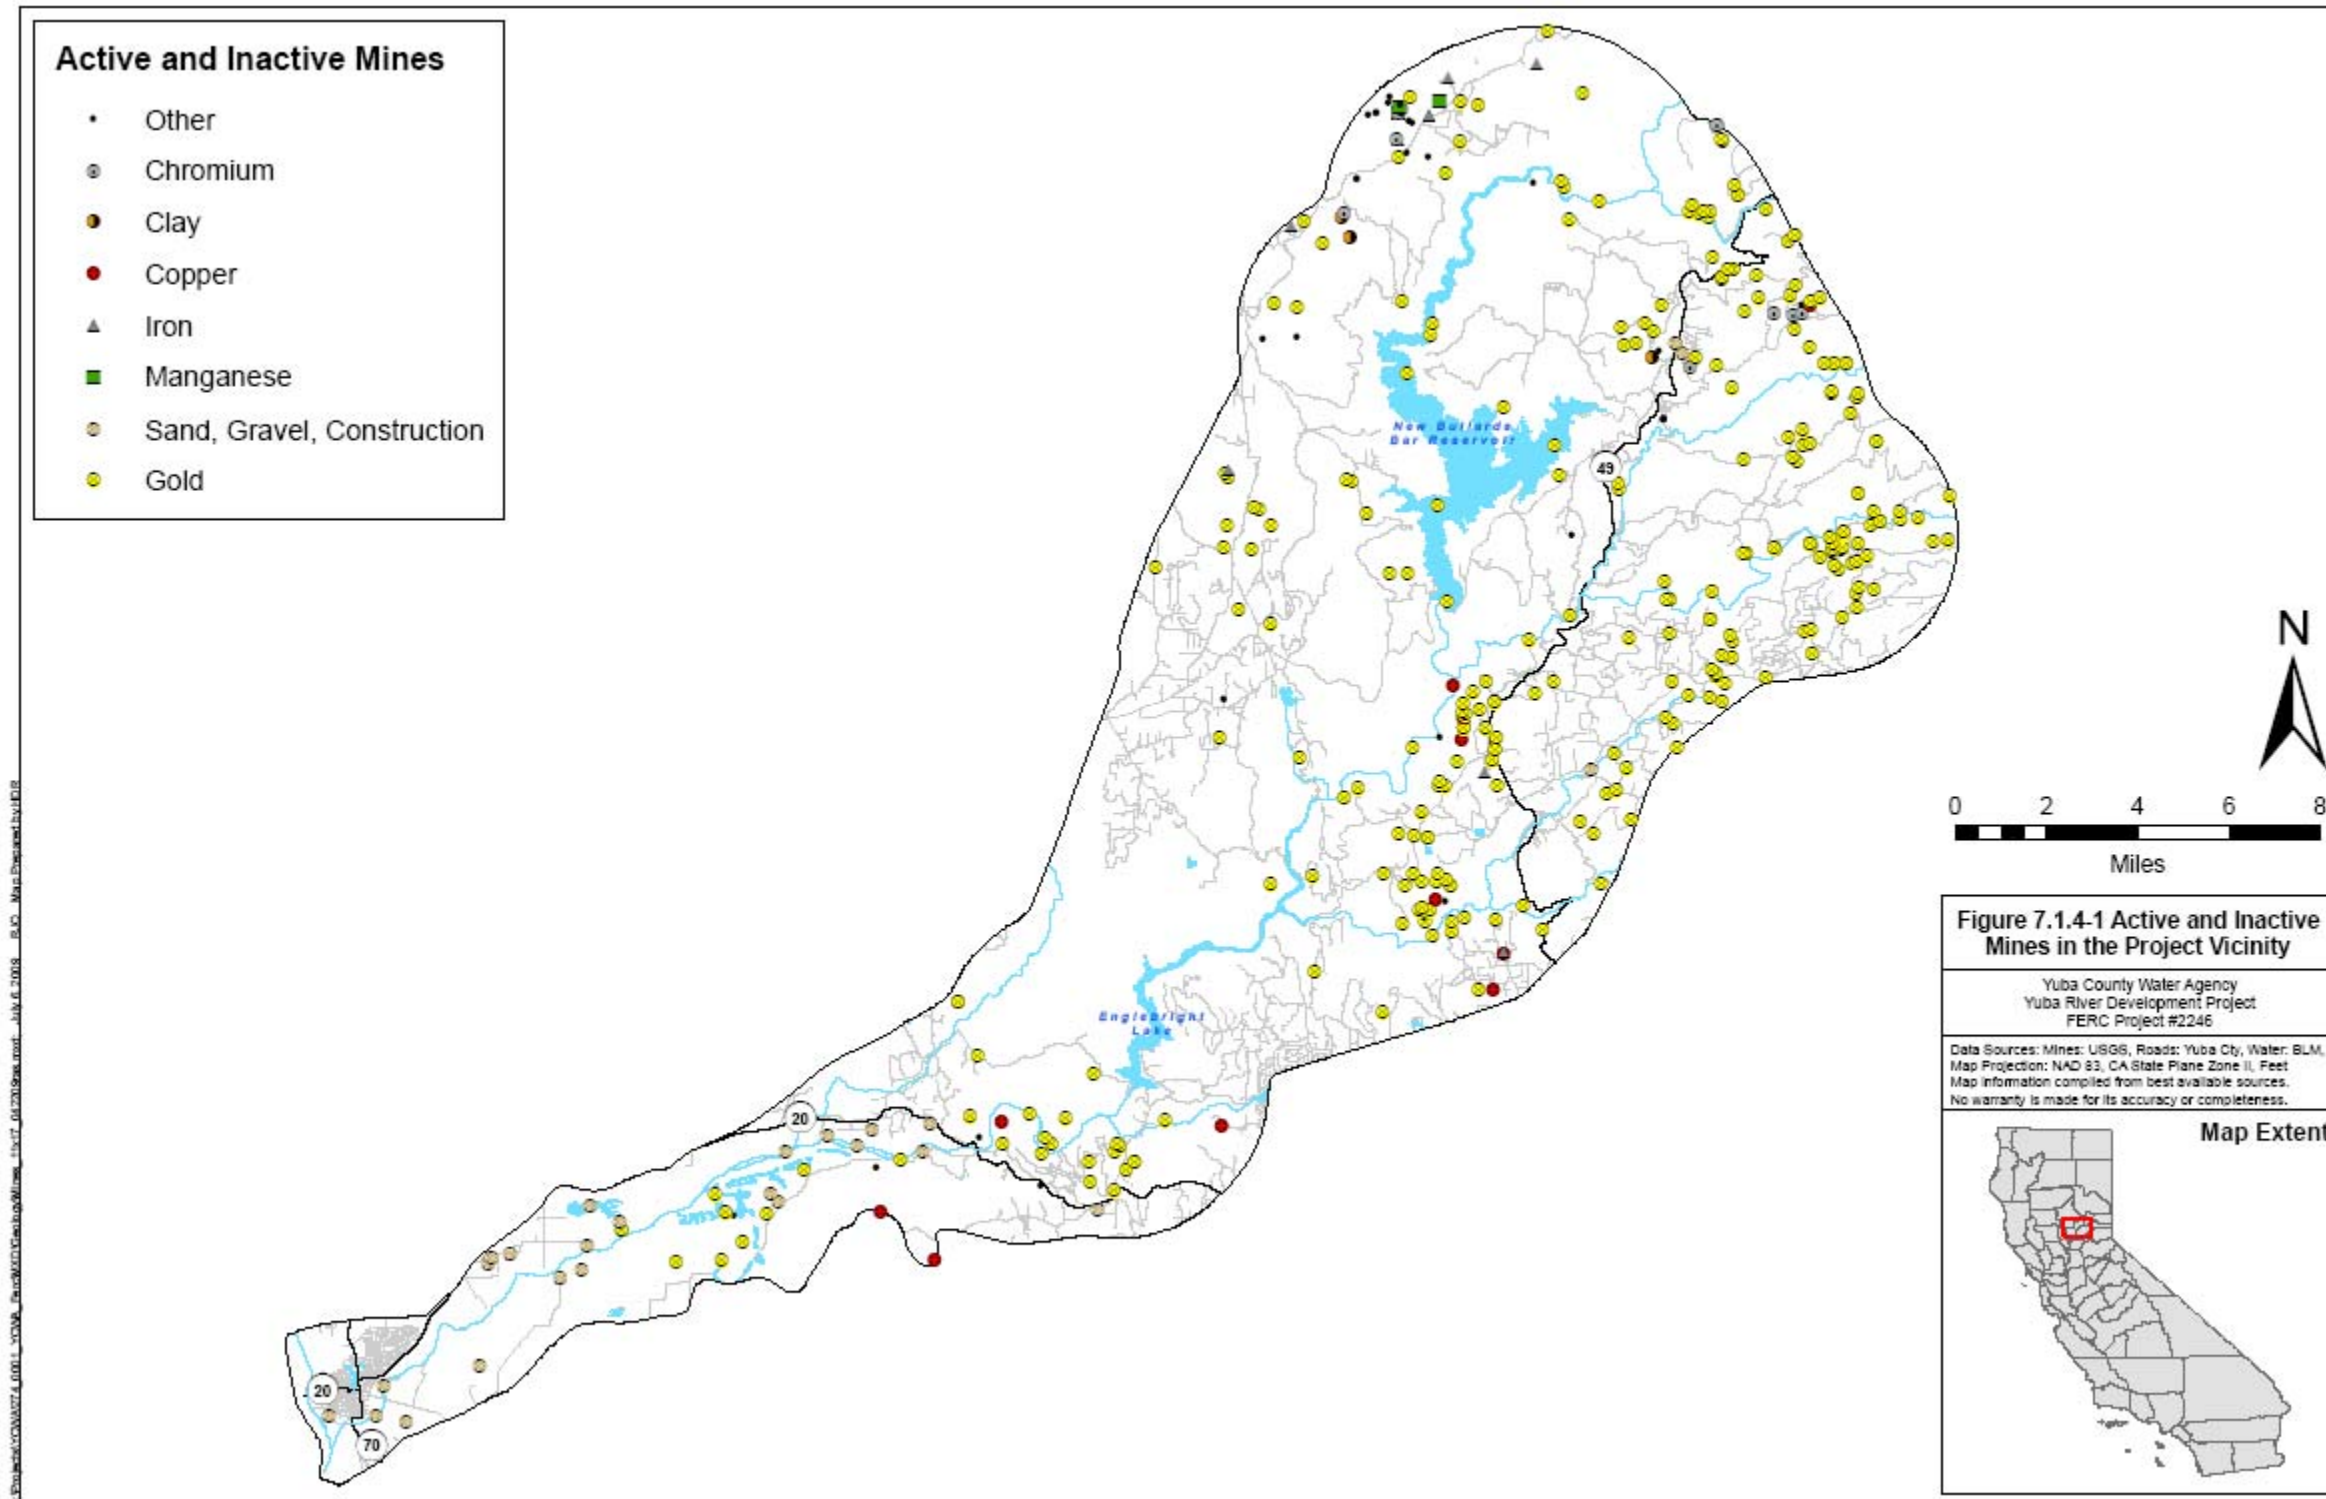 Active and Inactive Mines
Other
Chromium
Clay
Copper
Iron
Manganese
Sand, Gravel, Construction
Gold
New Bullards
Bar Reservoir
49
N
0 2 4 6 8
Miles
Englebright
Lake
20
20
70
Figure 7.1.4-1 Active and Inactive
Mines in the Project Vicinity
Yuba County Water Agency
Yuba River Development Project
FERC Project #2246
Data Sources: Mines: USGS, Roads: Yuba Cty, Water: BLM,
Map Projection: NAD 83, CA State Plane Zone II, Feet
Map Information compiled from best available sources.
No warranty is made for its accuracy or completeness.
Map Extent
Map Prepared by HDR